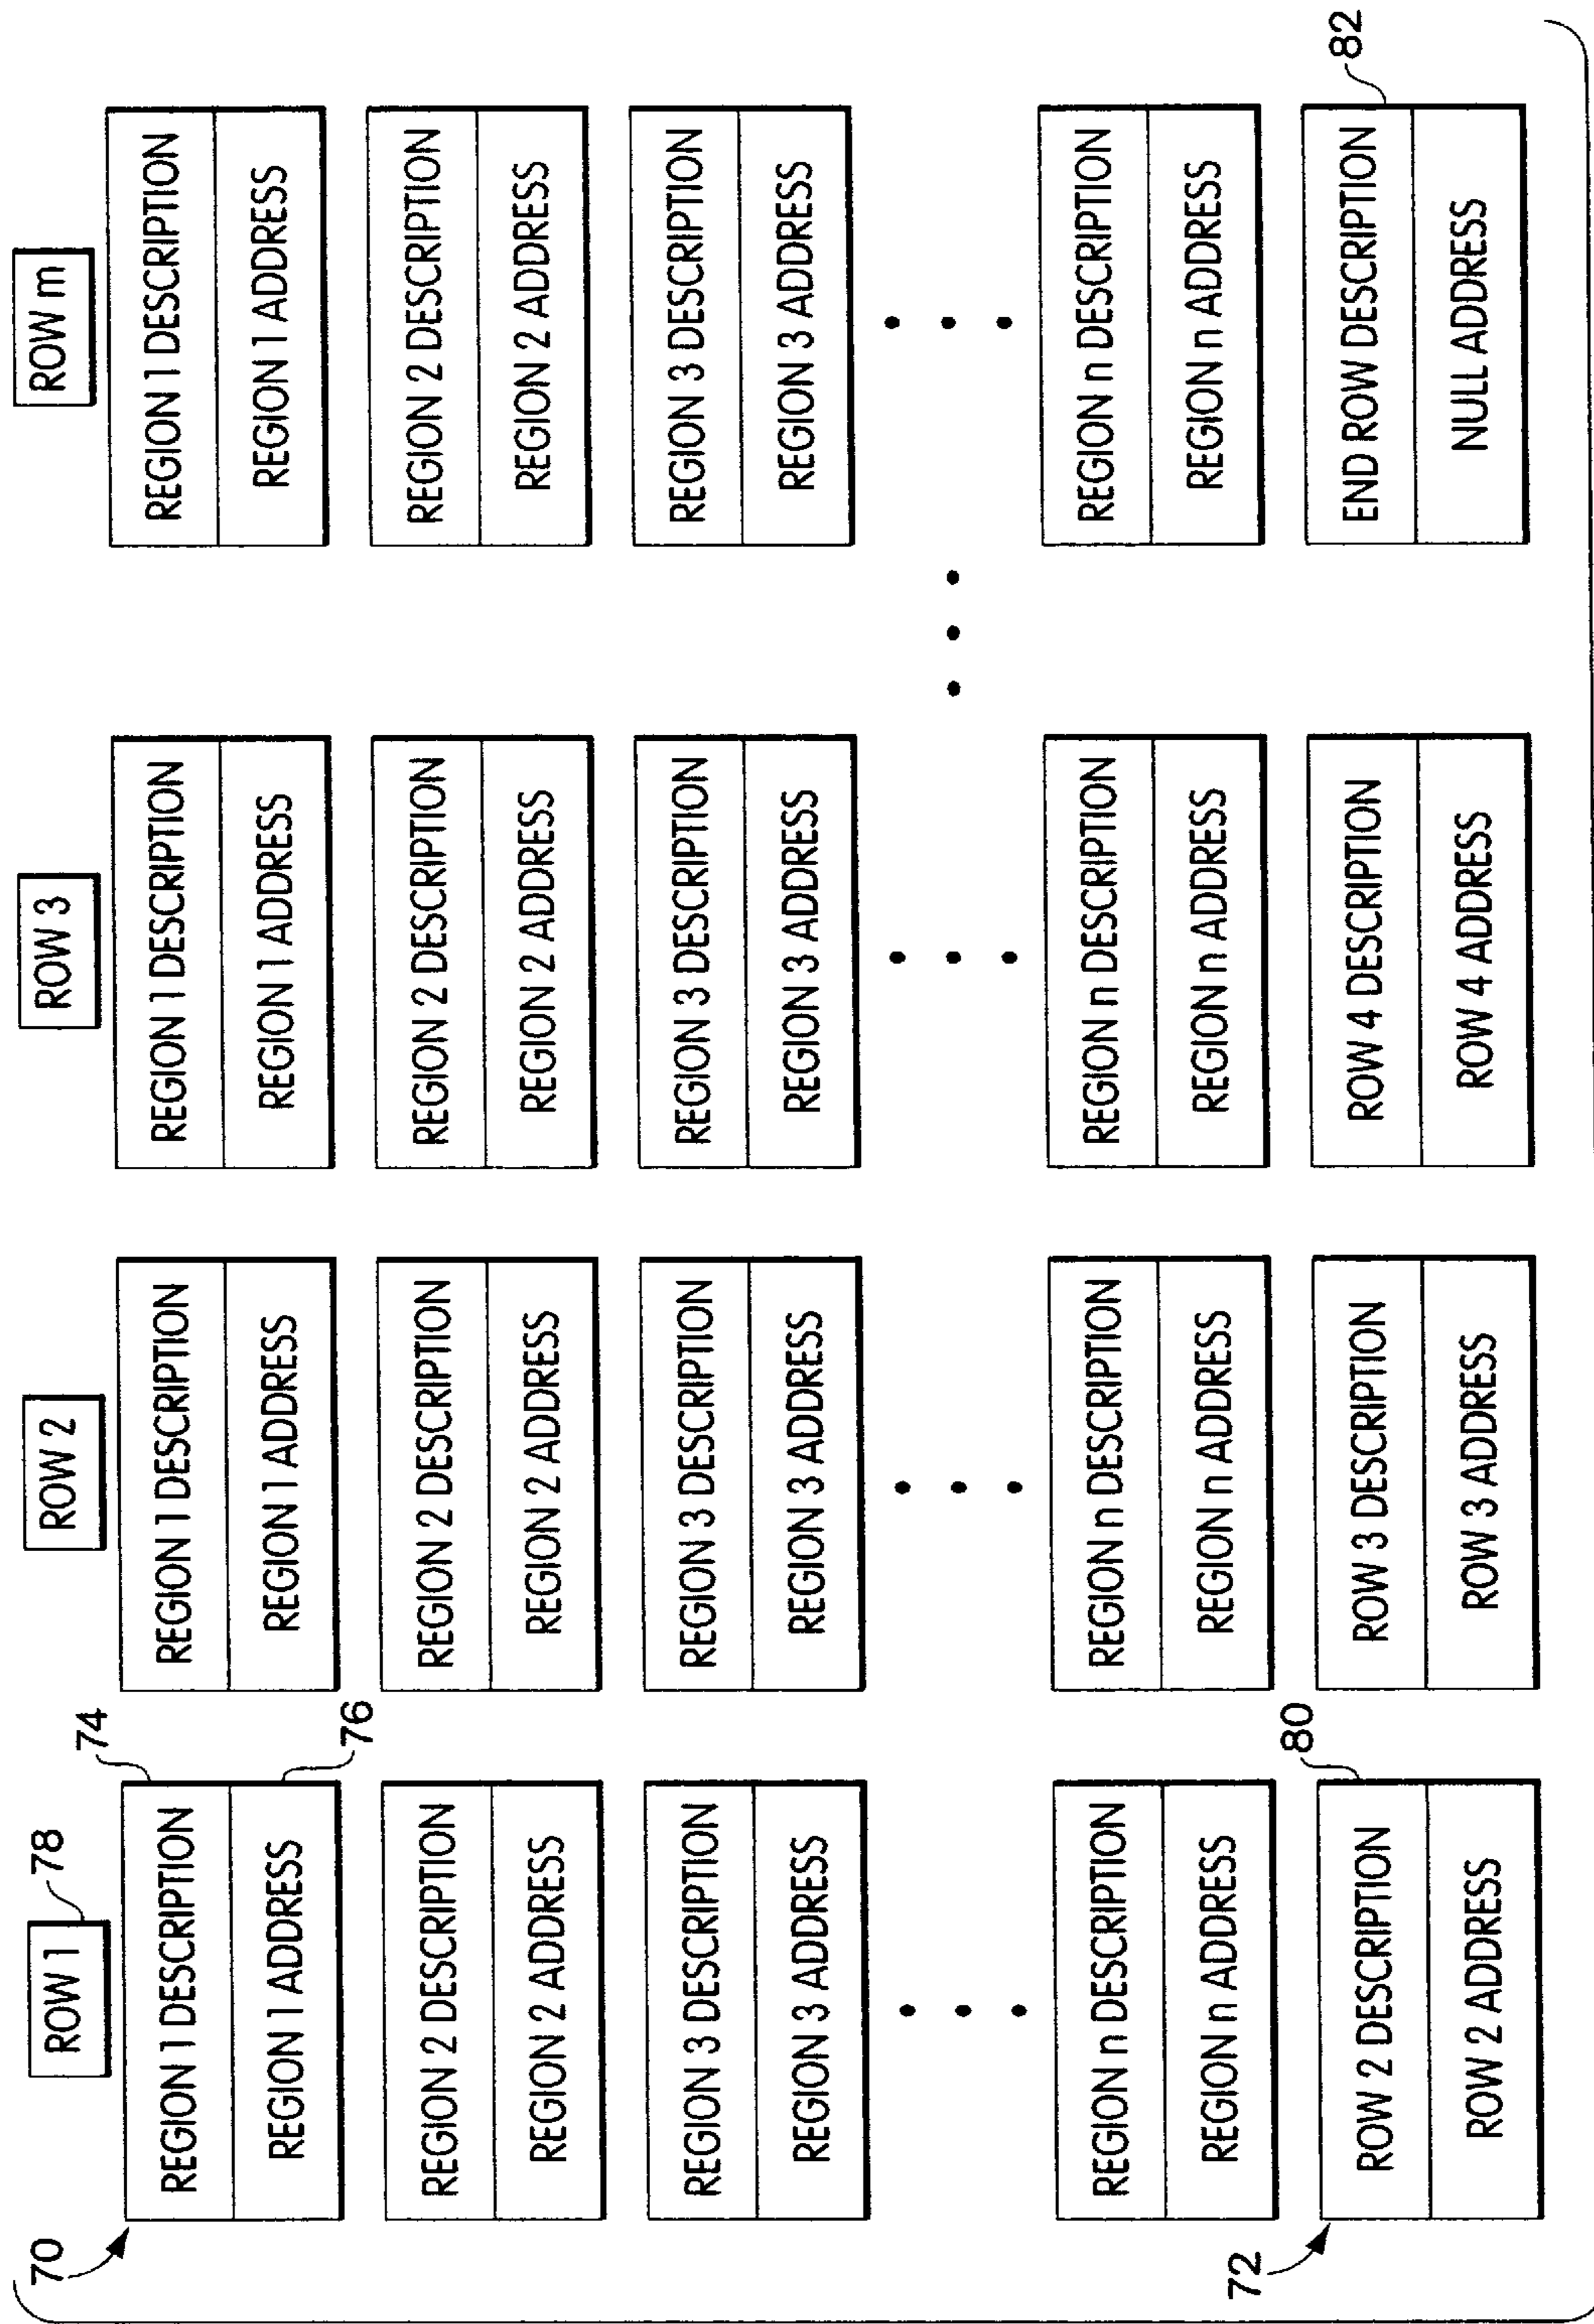 ROW 1
78
70
REGION 1 DESCRIPTION
74
REGION 1 ADDRESS
76
REGION 2 DESCRIPTION
REGION 2 ADDRESS
REGION 3 DESCRIPTION
REGION 3 ADDRESS
REGION n DESCRIPTION
REGION n ADDRESS
72
ROW 2 DESCRIPTION
80
ROW 2 ADDRESS
ROW 2
REGION 1 DESCRIPTION
REGION 1 ADDRESS
REGION 2 DESCRIPTION
REGION 2 ADDRESS
REGION 3 DESCRIPTION
REGION 3 ADDRESS
REGION n DESCRIPTION
REGION n ADDRESS
ROW 3 DESCRIPTION
ROW 3 ADDRESS
ROW 3
REGION 1 DESCRIPTION
REGION 1 ADDRESS
REGION 2 DESCRIPTION
REGION 2 ADDRESS
REGION 3 DESCRIPTION
REGION 3 ADDRESS
REGION n DESCRIPTION
REGION n ADDRESS
ROW 4 DESCRIPTION
ROW 4 ADDRESS
ROW m
REGION 1 DESCRIPTION
REGION 1 ADDRESS
REGION 2 DESCRIPTION
REGION 2 ADDRESS
REGION 3 DESCRIPTION
REGION 3 ADDRESS
REGION n DESCRIPTION
REGION n ADDRESS
END ROW DESCRIPTION
82
NULL ADDRESS